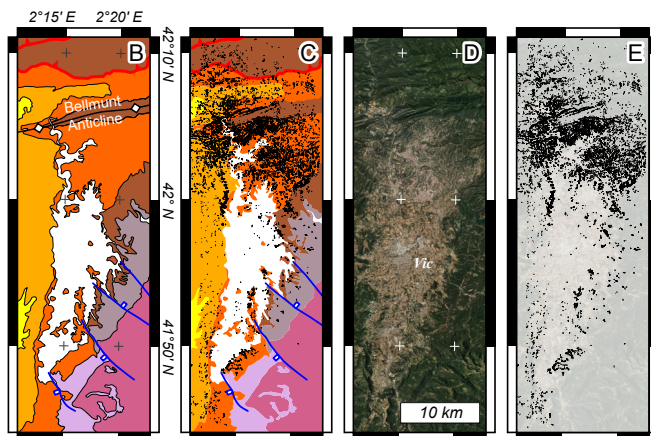 2°15' E 2°20' E
B
C
D
E
42°10' N
42° N
41°50' N
Bellmunt
Anticline
Vic
10 km